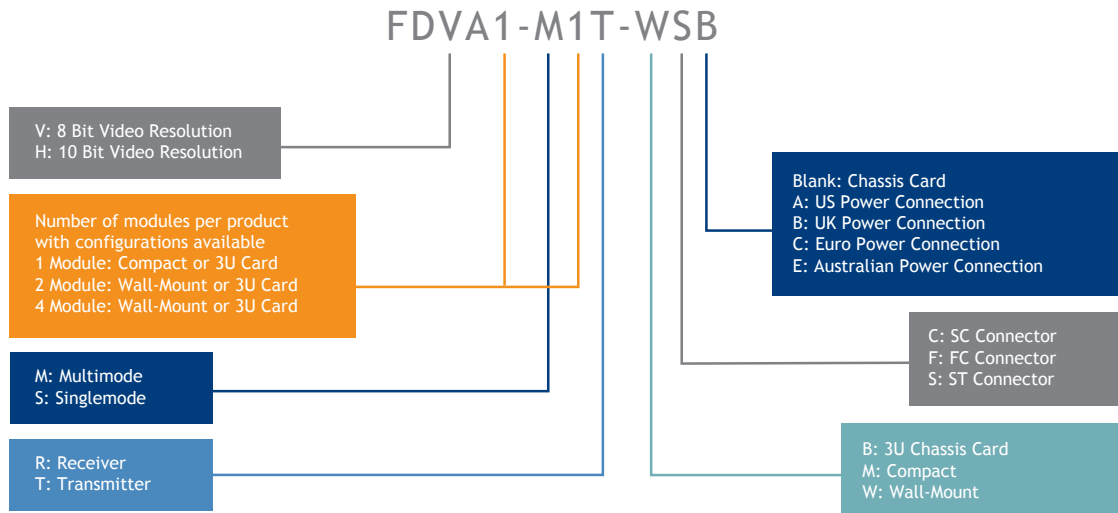 FDVA1-M1T-WSB
V: 8 Bit Video Resolution
H: 10 Bit Video Resolution
Number of modules per product
with configurations available
1 Module: Compact or 3U Card
2 Module: Wall-Mount or 3U Card
4 Module: Wall-Mount or 3U Card
M: Multimode
S: Singlemode
R: Receiver
T: Transmitter
Blank: Chassis Card
A: US Power Connection
B: UK Power Connection
C: Euro Power Connection
E: Australian Power Connection
C: SC Connector
F: FC Connector
S: ST Connector
B: 3U Chassis Card
M: Compact
W: Wall-Mount